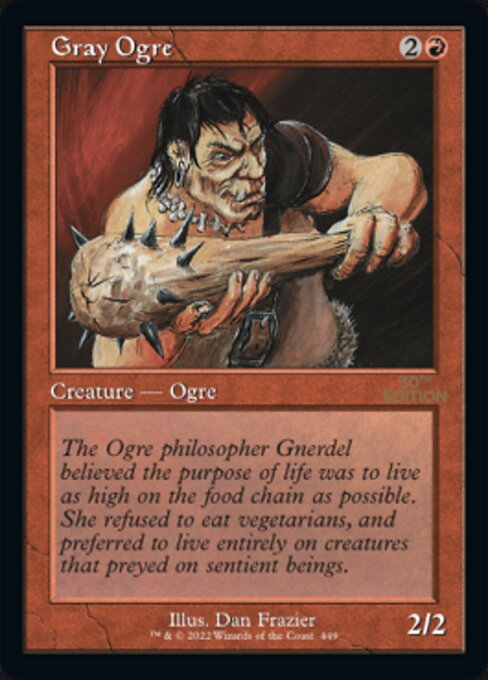 Gray Ogre 2
Creature — Ogre
30TH
EDITION
The Ogre philosopher Gnerdel
believed the purpose of life was to live
as high on the food chain as possible.
She refused to eat vegetarians, and
preferred to live entirely on creatures
that preyed on sentient beings.
Illus. Dan Frazier
™ & © 2022 Wizards of the Coast 449
2/2